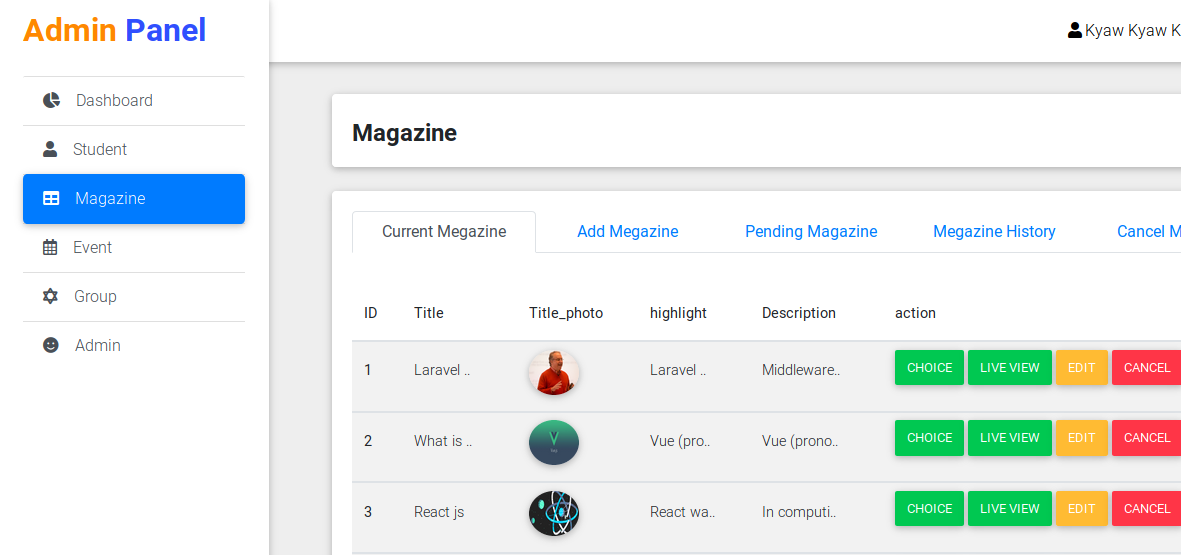 Admin Panel
Kyaw Kyaw K
Dashboard
Student
Magazine
Event
Group
Admin
Magazine
Current Megazine Add Megazine Pending Magazine Megazine History Cancel M
ID Title Title_photo highlight Description action
1 Laravel .. Laravel .. Middleware.. CHOICE LIVE VIEW EDIT CANCEL
2 What is .. Vue (pro.. Vue (prono.. CHOICE LIVE VIEW EDIT CANCEL
3 React js React wa.. In computi.. CHOICE LIVE VIEW EDIT CANCEL